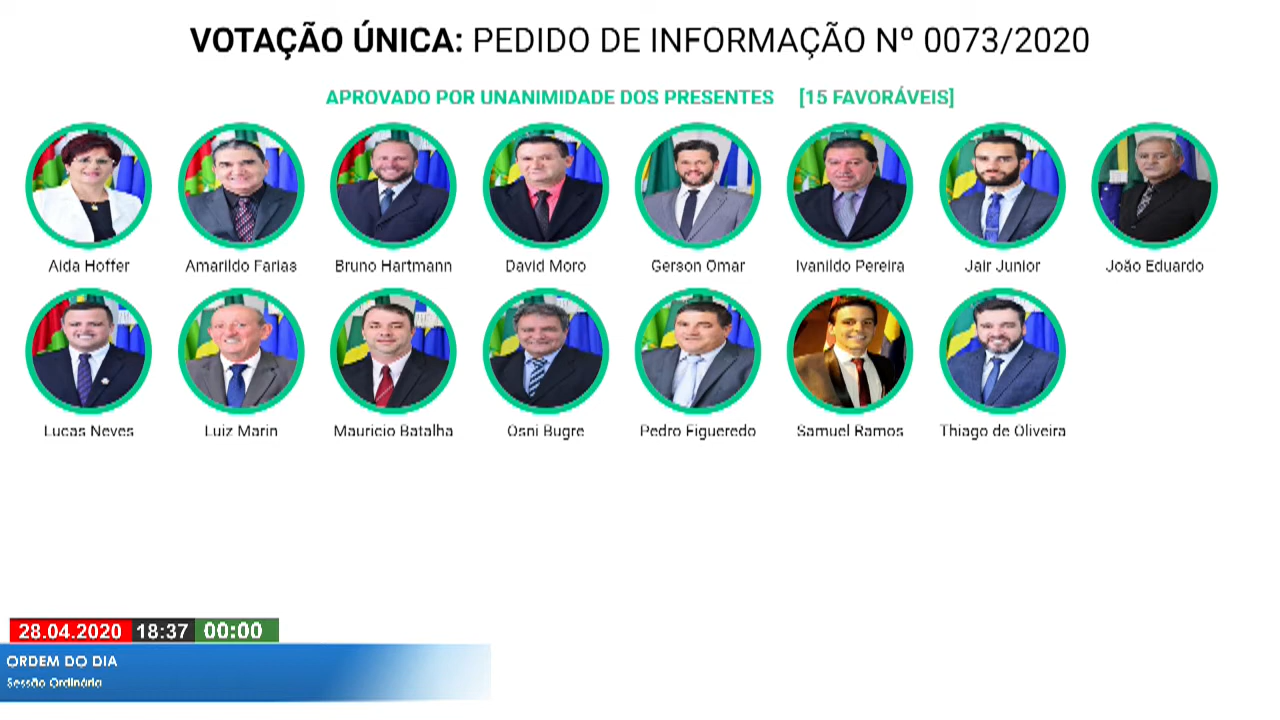 VOTAÇÃO ÚNICA: PEDIDO DE INFORMAÇÃO Nº 0073/2020
APROVADO POR UNANIMIDADE DOS PRESENTES [15 FAVORÁVEIS]
Aida Hoffer Amarildo Farias Bruno Hartmann David Moro Gerson Omar Ivanildo Pereira Jair Junior João Eduardo
Lucas Neves Luiz Marin Mauricio Batalha Osni Bugre Pedro Figueredo Samuel Ramos Thiago de Oliveira
28.04.2020 18:37 00:00
ORDEM DO DIA
Sessão Ordinária